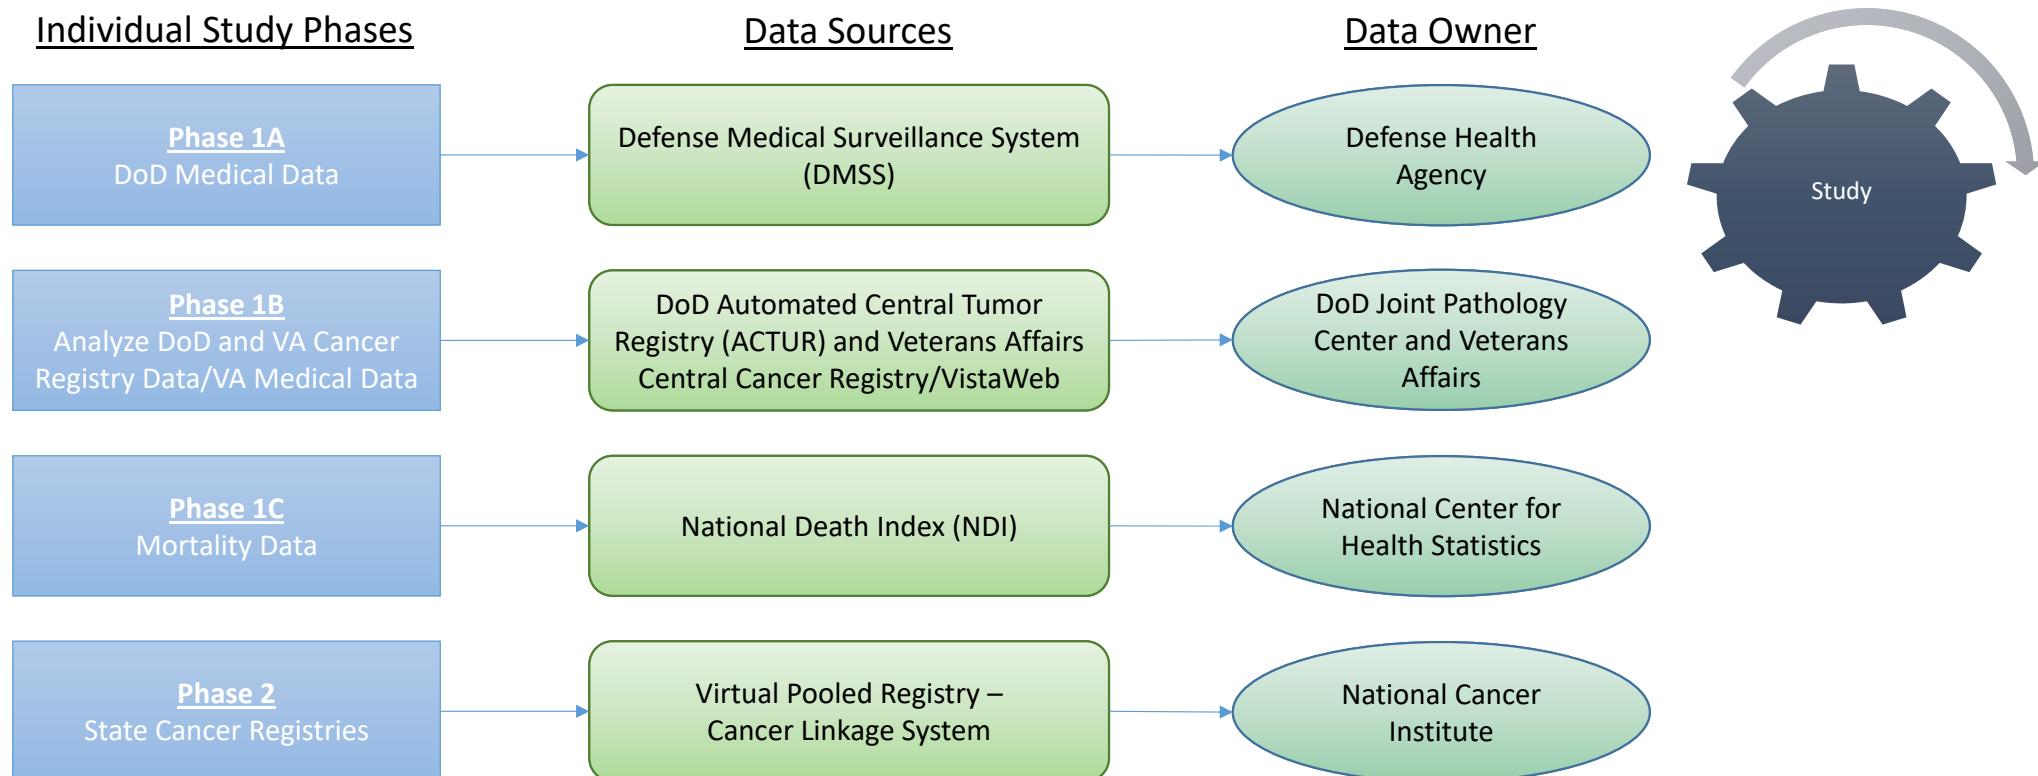 Individual Study Phases
Data Sources
Data Owner
Phase 1A
DoD Medical Data
Defense Medical Surveillance System
(DMSS)
Defense Health
Agency
Study
Phase 1B
Analyze DoD and VA Cancer
Registry Data/VA Medical Data
DoD Automated Central Tumor
Registry (ACTUR) and Veterans Affairs
Central Cancer Registry/VistaWeb
DoD Joint Pathology
Center and Veterans
Affairs
Phase 1C
Mortality Data
National Death Index (NDI)
National Center for
Health Statistics
Phase 2
State Cancer Registries
Virtual Pooled Registry –
Cancer Linkage System
National Cancer
Institute